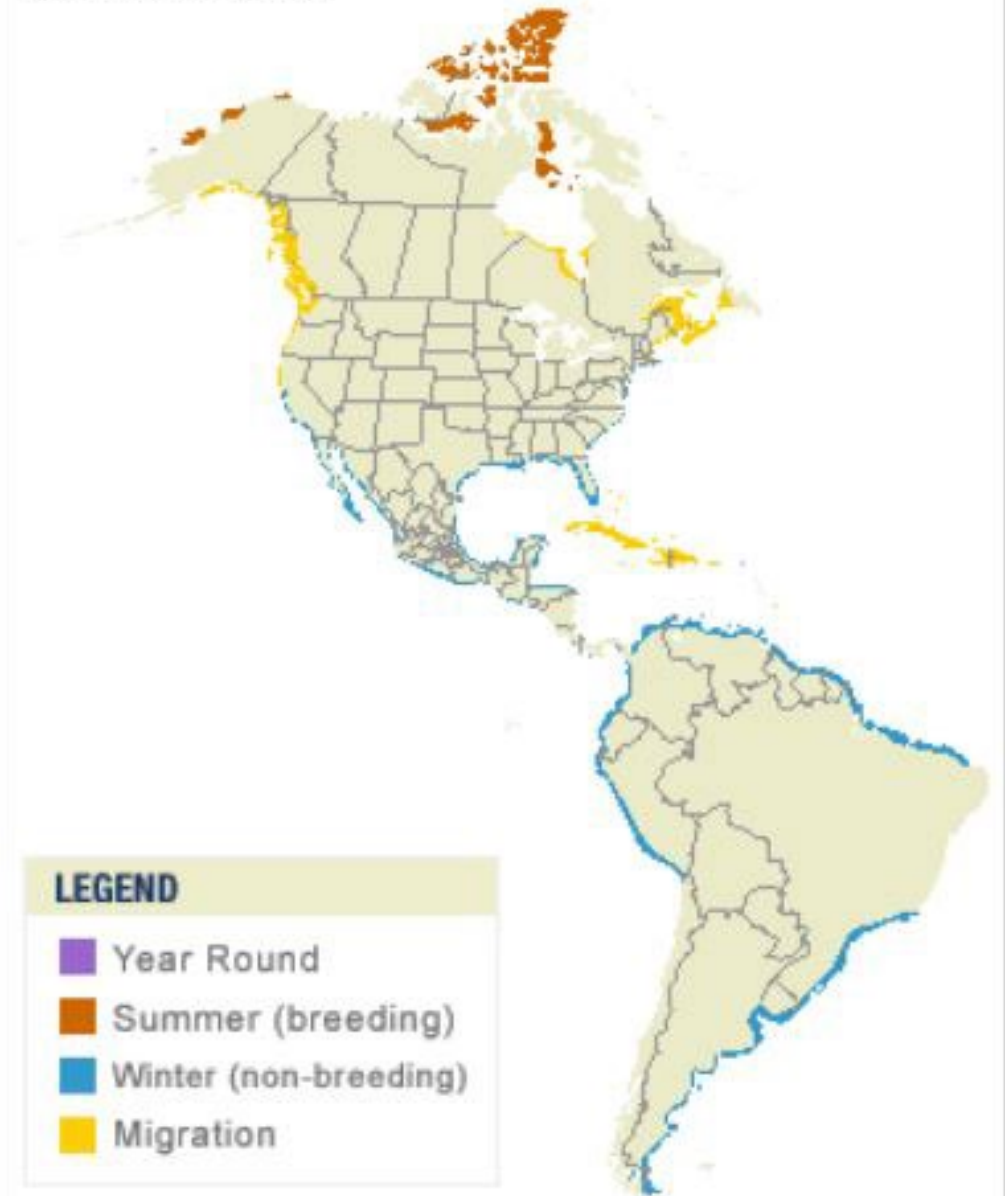 LEGEND
Year Round
Summer (breeding)
Winter (non-breeding)
Migration